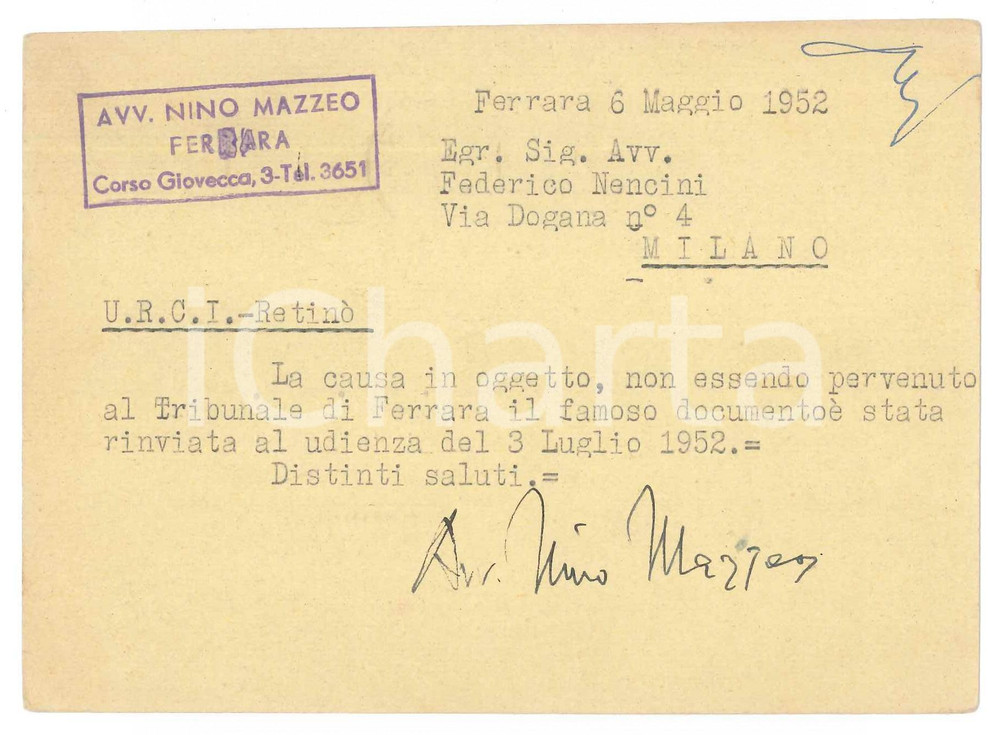 AVV. NINO MAZZEO
FERRARA
Corso Giovecca, 3-Tel. 3651
Ferrara 6 Maggio 1952
Egr. Sig. Avv.
Federico Nencini
Via Dogana n° 4
M I L A N O
U.R.C.I.-Retinò
La causa in oggetto, non essendo pervenuto
al Tribunale di Ferrara il famoso documentoè stata
rinviata al udienza del 3 Luglio 1952.=
Distinti saluti.=
Avv. Nino Mazzeo
iCharta